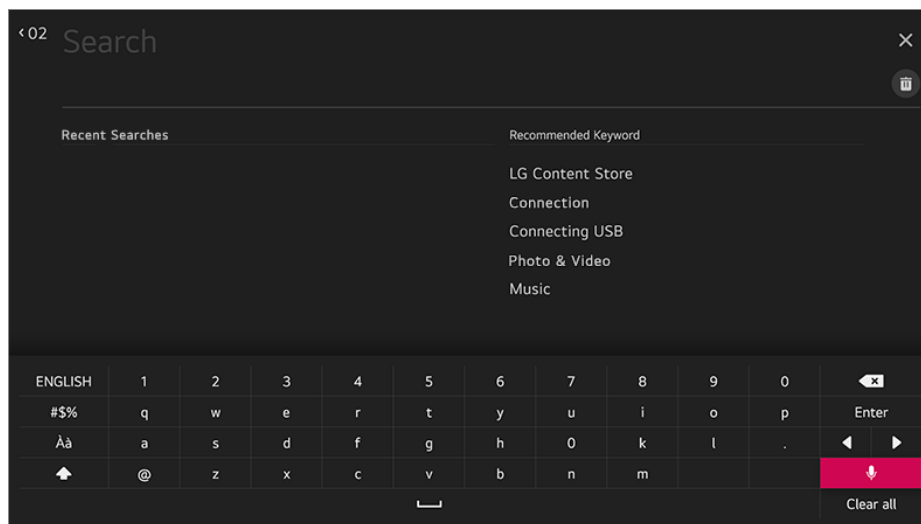 ‹02 Search
Recent Searches
Recommended Keyword
LG Content Store
Connection
Connecting USB
Photo & Video
Music
ENGLISH 1 2 3 4 5 6 7 8 9 0
#$% q w e r t y u i o p Enter
Àà a s d f g h 0 k l .
@ z x c v b n m
Clear all